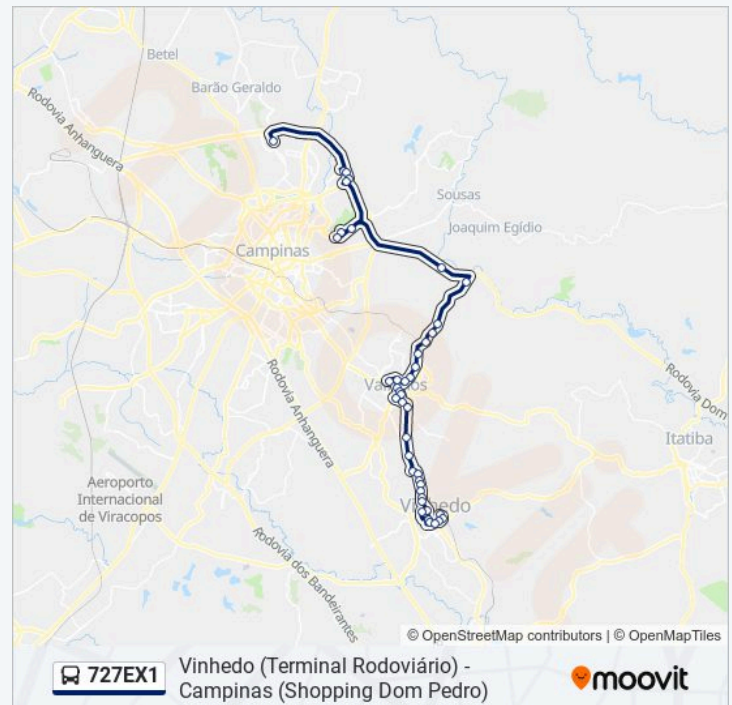 Betel
Barão Geraldo
Rodovia Anhanguera
Sousas
Joaquim Egídio
Campinas
Rodovia Dom
Itatiba
Rodovia Anhanguera
Aeroporto
Internacional
de Viracopos
Vinhedo
Rodovia dos Bandeirantes
© OpenStreetMap contributors | © OpenMapTiles
727EX1
Vinhedo (Terminal Rodoviário) -
Campinas (Shopping Dom Pedro)
moovit